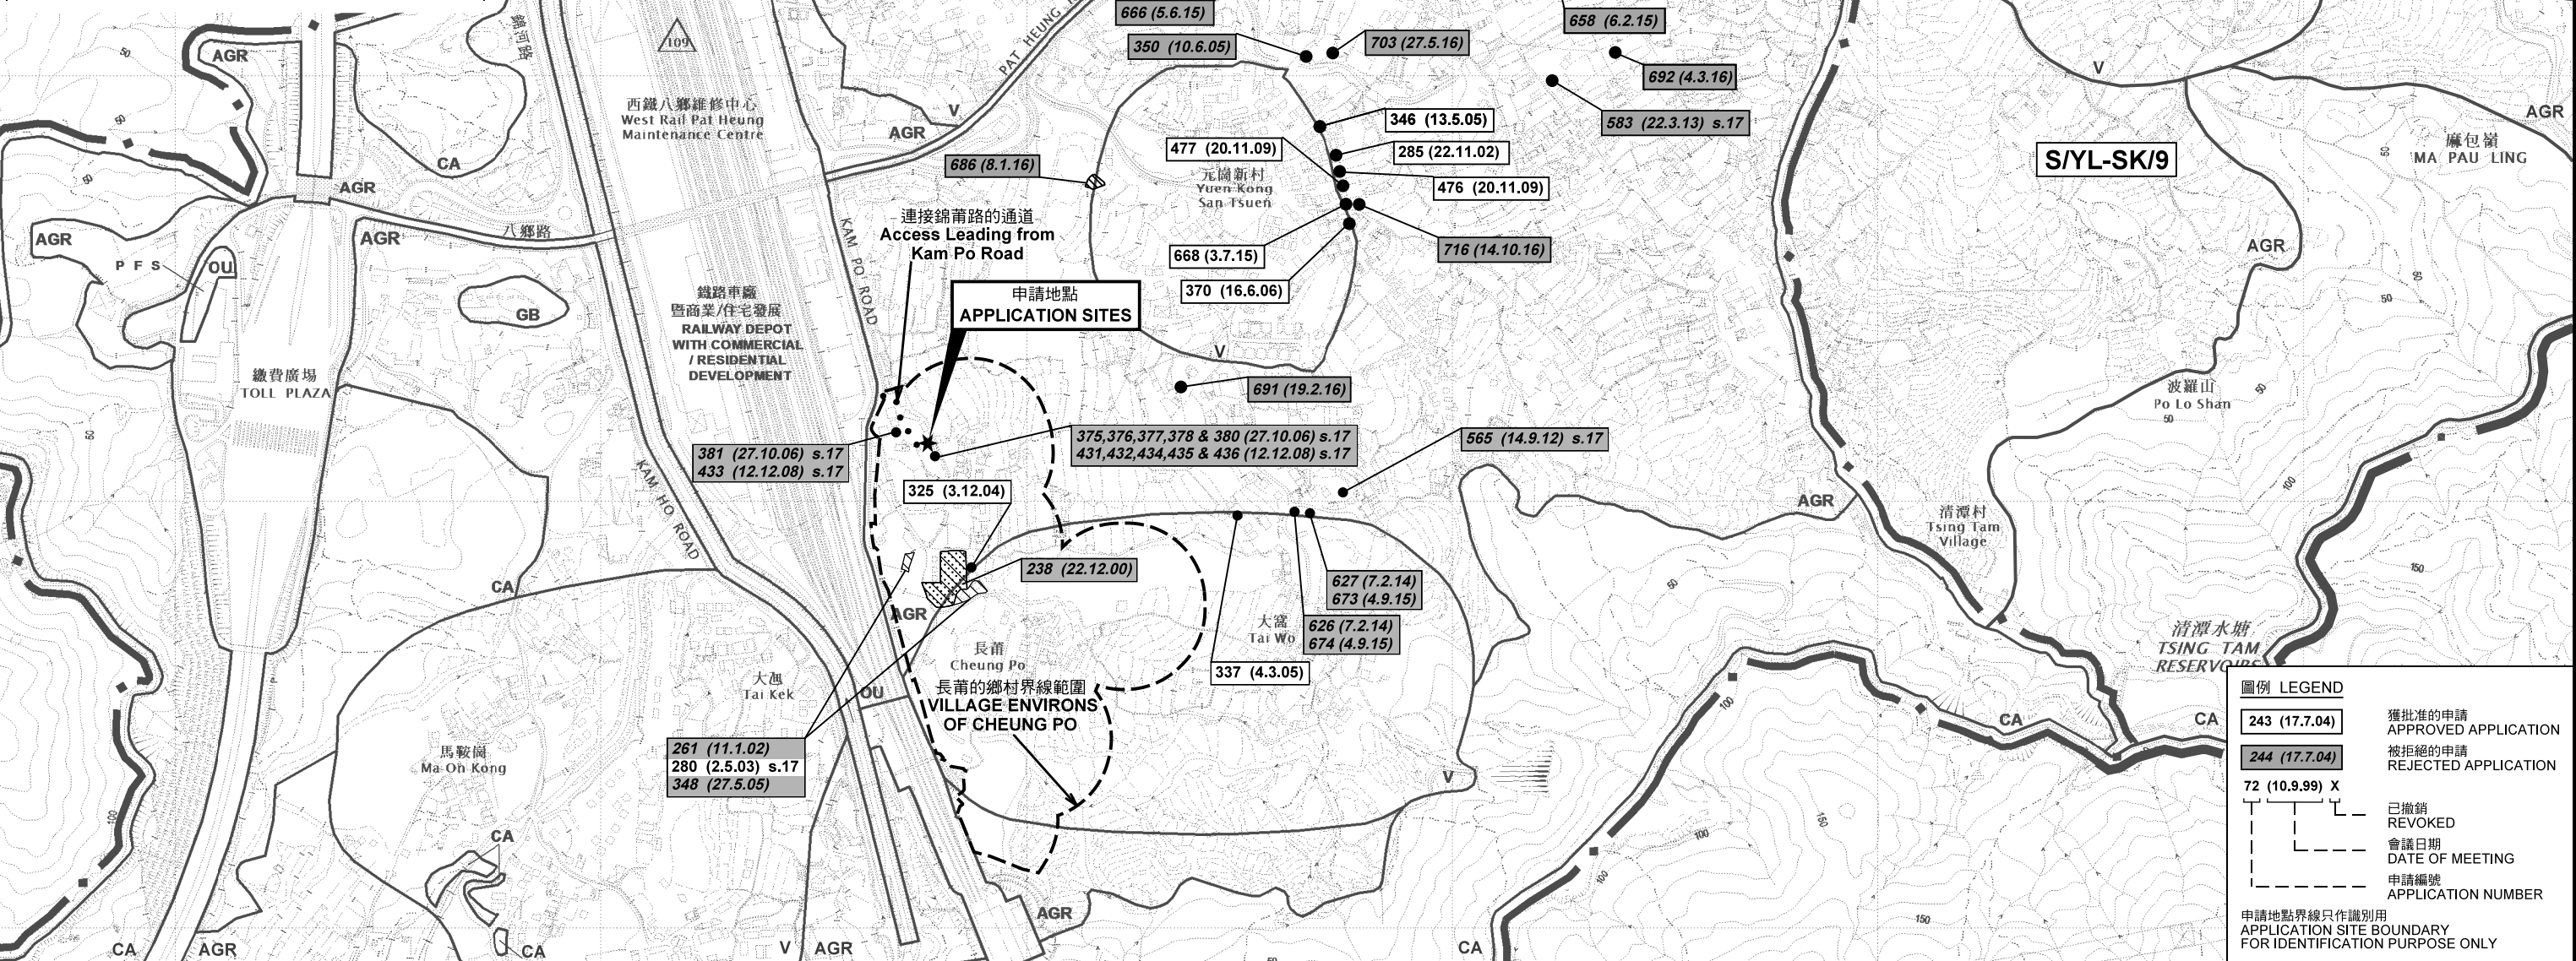 666 (5.6.15)
658 (6.2.15)
350 (10.6.05)
703 (27.5.16)
692 (4.3.16)
583 (22.3.13) s.17
錦河路
109
PAT HEUNG
AGR
50
50
50
CA
AGR
V
AGR
V
AGR
西鐵八鄉維修中心
West Rail Pat Heung
Maintenance Centre
346 (13.5.05)
477 (20.11.09)
285 (22.11.02)
476 (20.11.09)
686 (8.1.16)
元崗新村
Yuen Kong
San Tsuen
S/YL-SK/9
麻包嶺
MA PAU LING
50
連接錦莆路的通道
Access Leading from
Kam Po Road
KAM PO ROAD
八鄉路
AGR
AGR
P F S
OU
GB
668 (3.7.15)
716 (14.10.16)
370 (16.6.06)
AGR
60
50
鐵路車廠
暨商業/住宅發展
RAILWAY DEPOT
WITH COMMERCIAL
/ RESIDENTIAL
DEVELOPMENT
申請地點
APPLICATION SITES
V
繳費廣場
TOLL PLAZA
50
691 (19.2.16)
波羅山
Po Lo Shan
50
50
381 (27.10.06) s.17
433 (12.12.08) s.17
375,376,377,378 & 380 (27.10.06) s.17
431,432,434,435 & 436 (12.12.08) s.17
565 (14.9.12) s.17
KAM HO ROAD
325 (3.12.04)
AGR
100
清潭村
Tsing Tam
Village
238 (22.12.00)
CA
AGR
50
150
627 (7.2.14)
673 (4.9.15)
大窩
Tai Wo
626 (7.2.14)
674 (4.9.15)
337 (4.3.05)
長莆
Cheung Po
長莆的鄉村界線範圍
VILLAGE ENVIRONS
OF CHEUNG PO
Tai Kek
OU
清潭水塘
TSING TAM
RESERVOIRS
100
CA
CA
馬鞍崗
Ma On Kong
261 (11.1.02)
280 (2.5.03) s.17
348 (27.5.05)
V
100
CA
100
150
100
150
AGR
CA
AGR
CA
V
AGR
CA
50
圖例 LEGEND
243 (17.7.04)
獲批准的申請
APPROVED APPLICATION
244 (17.7.04)
被拒絕的申請
REJECTED APPLICATION
72 (10.9.99) X
已撤銷
REVOKED
會議日期
DATE OF MEETING
申請編號
APPLICATION NUMBER
申請地點界線只作識別用
APPLICATION SITE BOUNDARY
FOR IDENTIFICATION PURPOSE ONLY